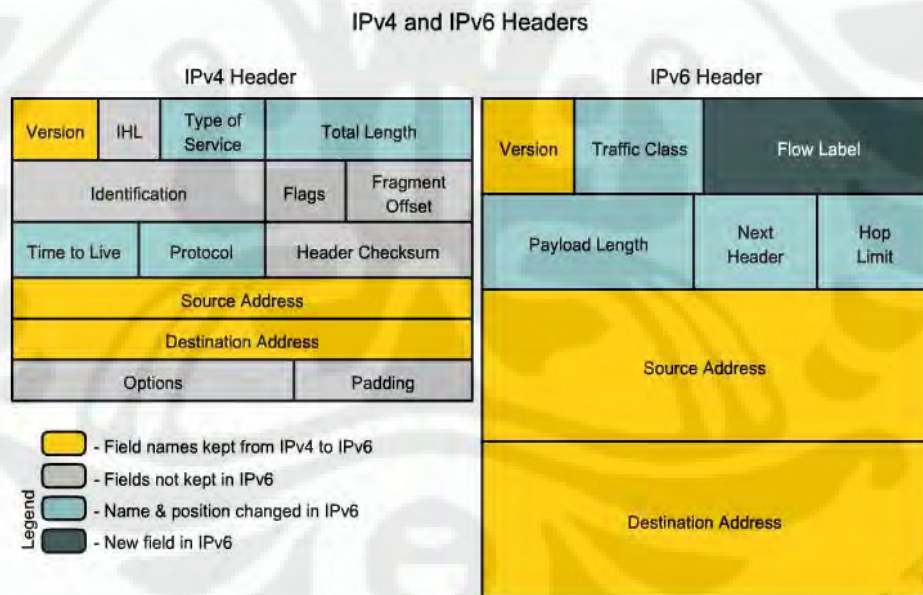 IPv4 and IPv6 Headers
IPv4 Header
Version
IHL
Type of
Service
Total Length
Identification
Flags
Fragment
Offset
Time to Live
Protocol
Header Checksum
Source Address
Destination Address
Options
Padding
IPv6 Header
Version
Traffic Class
Flow Label
Payload Length
Next
Header
Hop
Limit
Source Address
Destination Address
Legend
- Field names kept from IPv4 to IPv6
- Fields not kept in IPv6
- Name & position changed in IPv6
- New field in IPv6